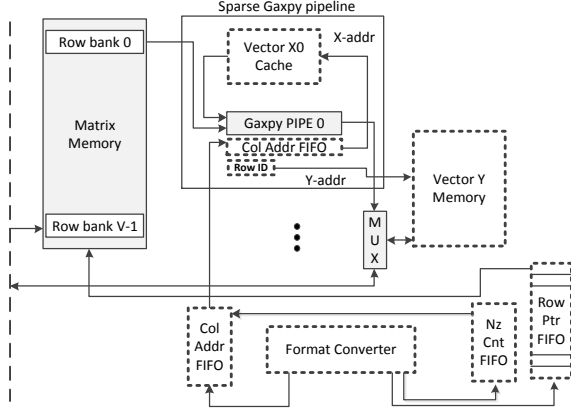 Sparse Gaxpy pipeline
Row bank 0
Vector X0
Cache
X-addr
Matrix
Memory
Gaxpy PIPE 0
Col Addr FIFO
Row ID
Y-addr
Vector Y
Memory
Row bank V-1
M
U
X
Col
Addr
FIFO
Format Converter
Nz
Cnt
FIFO
Row
Ptr
FIFO